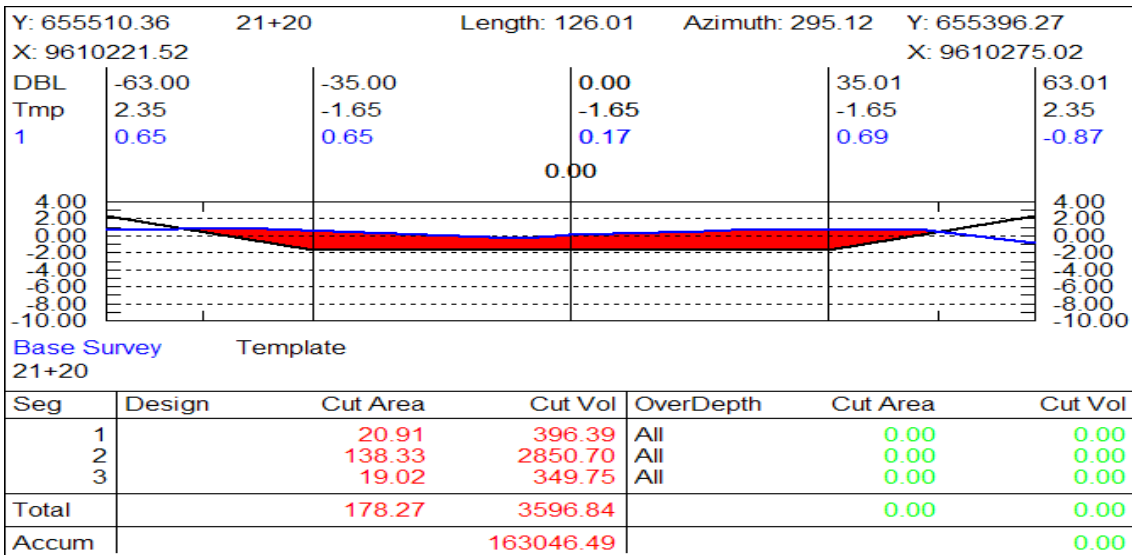 Y: 655510.36 21+20 Length: 126.01 Azimuth: 295.12 Y: 655396.27
X: 9610221.52 X: 9610275.02
DBL -63.00 -35.00 0.00 35.01 63.01
Tmp 2.35 -1.65 -1.65 -1.65 2.35
1 0.65 0.65 0.17 0.69 -0.87
0.00
4.00 4.00
2.00 2.00
0.00 0.00
-2.00 -2.00
-4.00 -4.00
-6.00 -6.00
-8.00 -8.00
-10.00 -10.00
Base Survey Template
21+20
Seg Design Cut Area Cut Vol OverDepth Cut Area Cut Vol
1 20.91 396.39 All 0.00 0.00
2 138.33 2850.70 All 0.00 0.00
3 19.02 349.75 All 0.00 0.00
Total 178.27 3596.84 0.00 0.00
Accum 163046.49 0.00